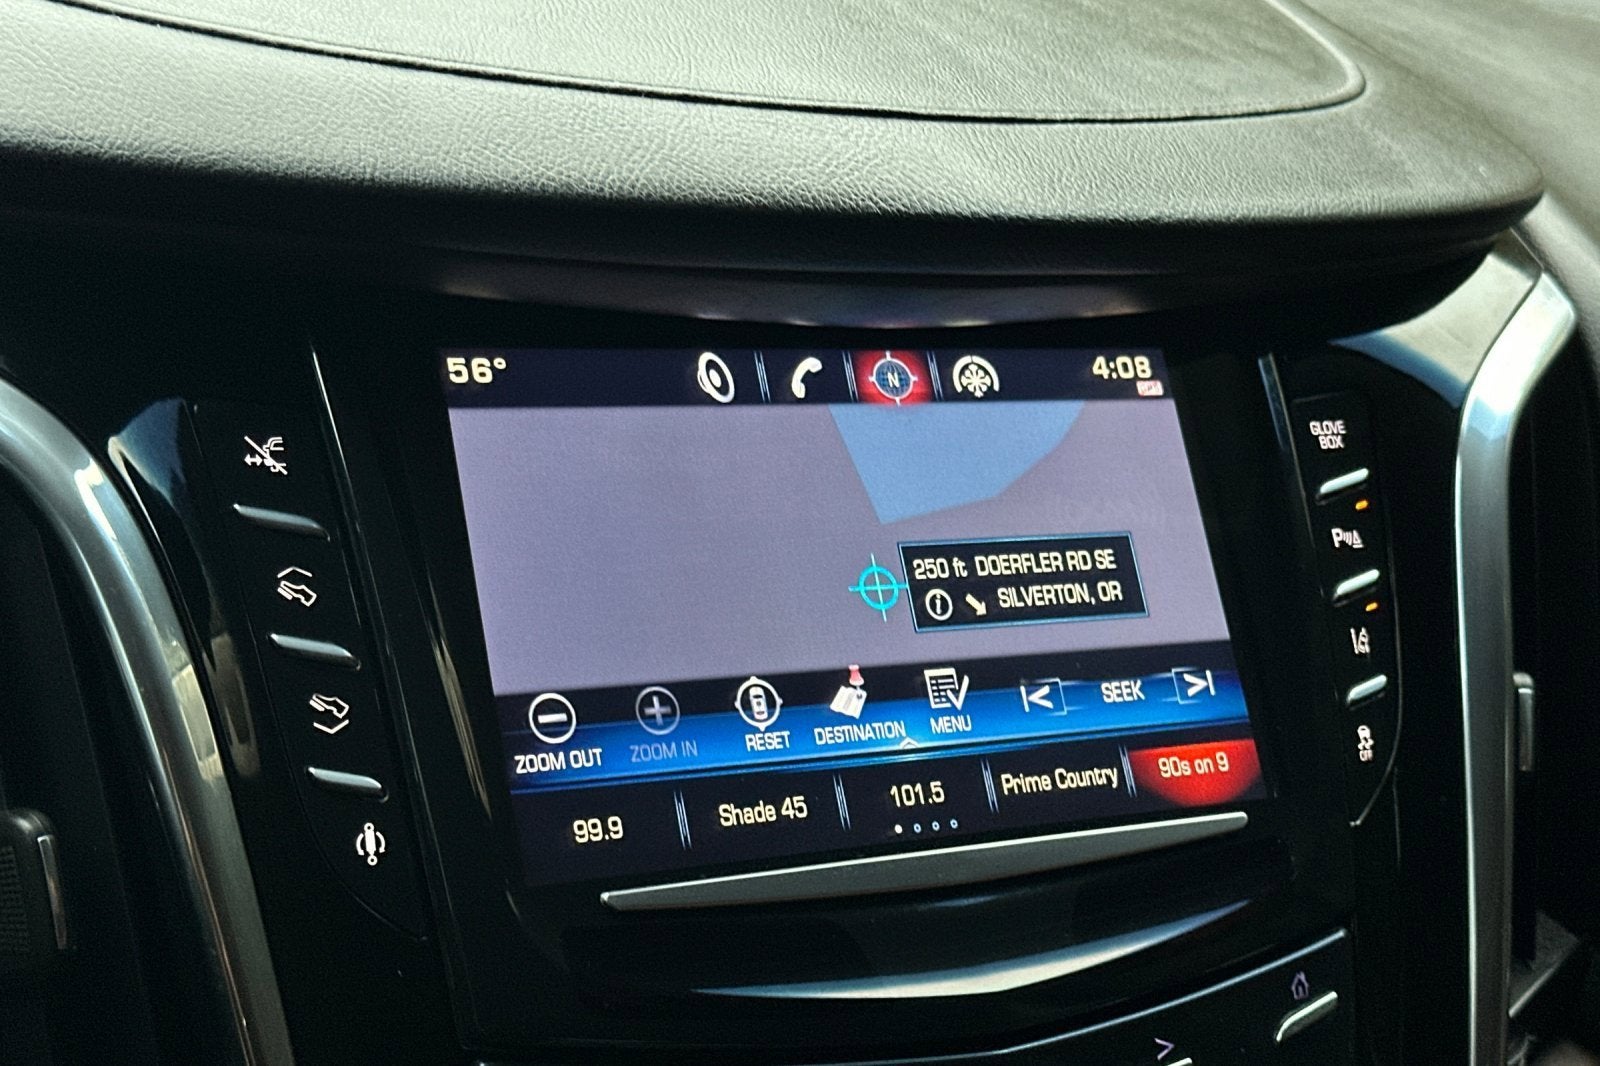 56°
N
4:08
250 ft DOERFLER RD SE
SILVERTON, OR
ZOOM OUT
ZOOM IN
RESET
DESTINATION
MENU
SEEK
99.9
Shade 45
101.5
Prime Country
90s on 9
GLOVE
BOX
P
OFF